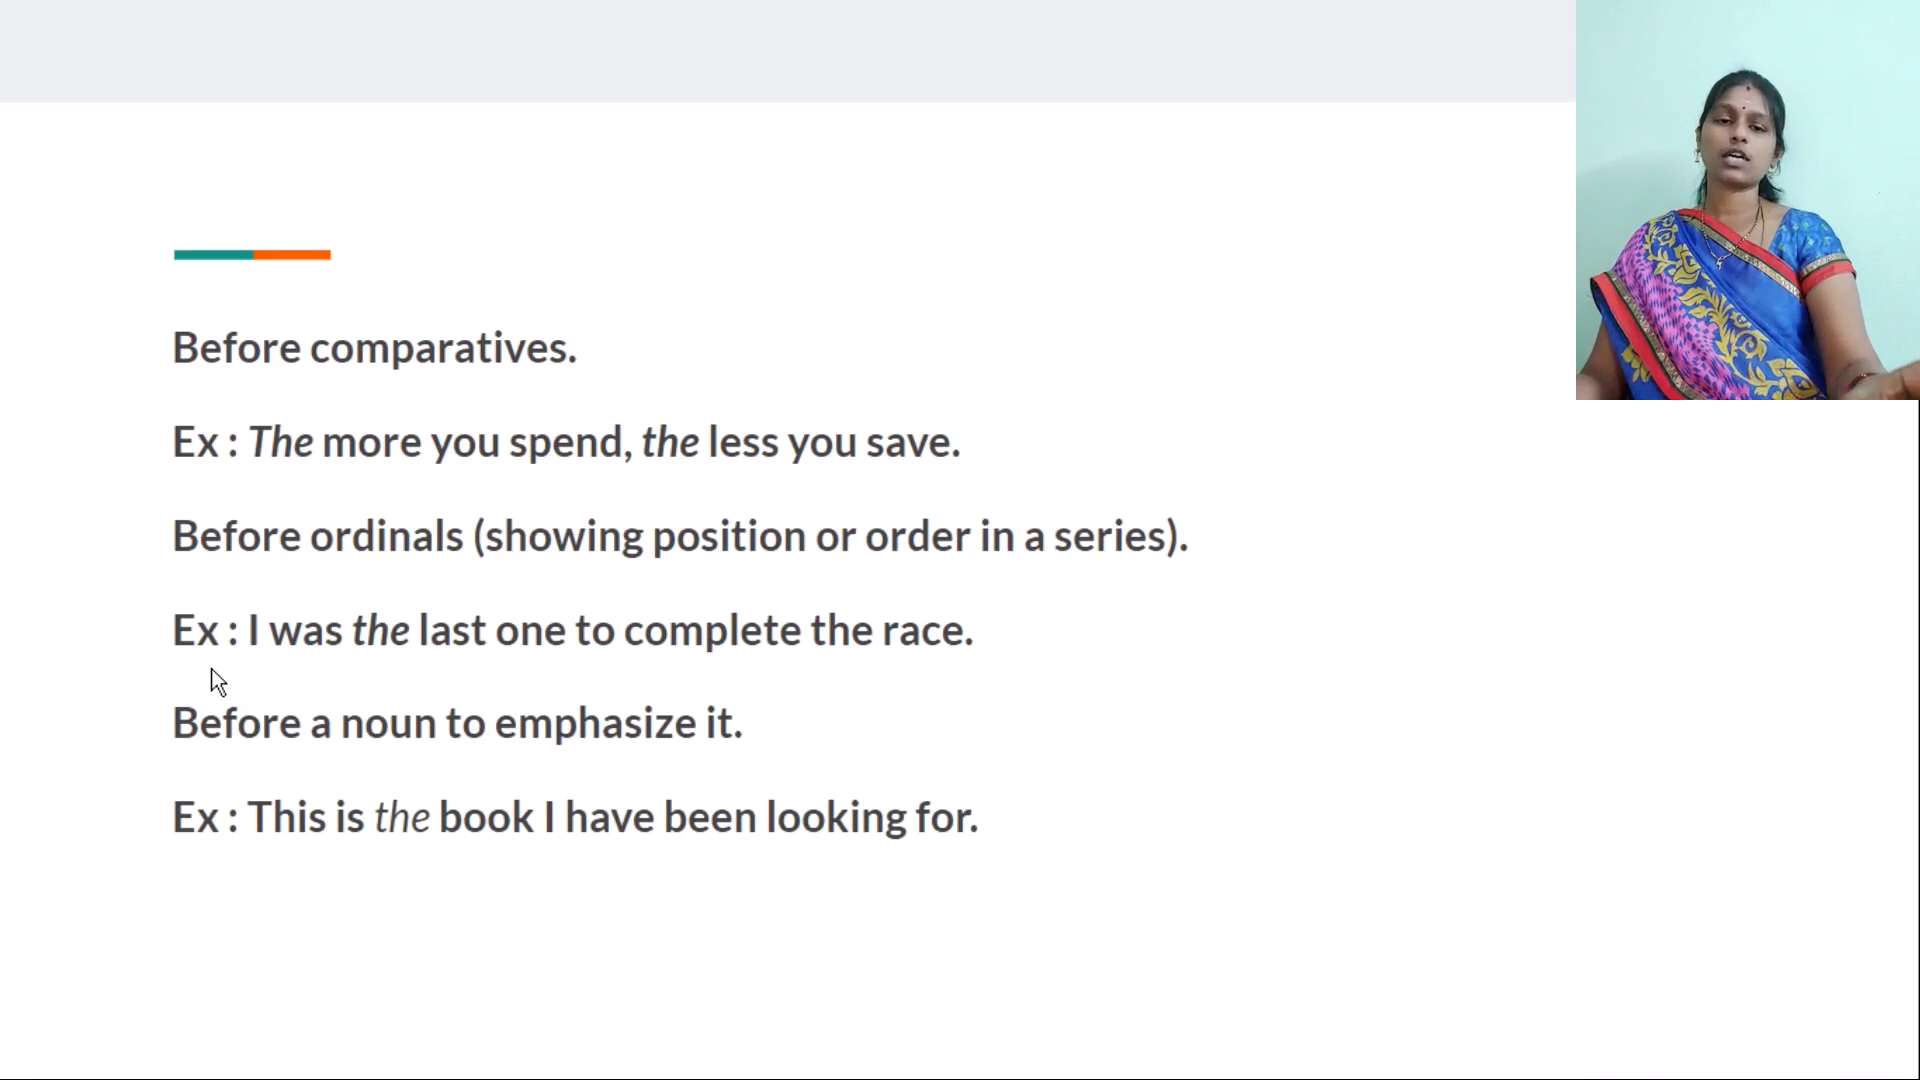 Before comparatives.
Ex : The more you spend, the less you save.
Before ordinals (showing position or order in a series).
Ex : I was the last one to complete the race.
Before a noun to emphasize it.
Ex : This is the book I have been looking for.